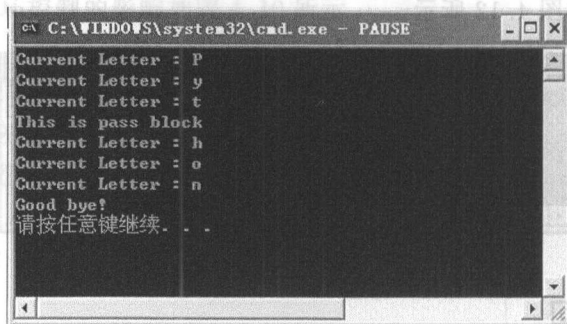 C:\WINDOWS\system32\cmd.exe - PAUSE
Current Letter : P
Current Letter : y
Current Letter : t
This is pass block
Current Letter : h
Current Letter : o
Current Letter : n
Good bye!
请按任意键继续. . .